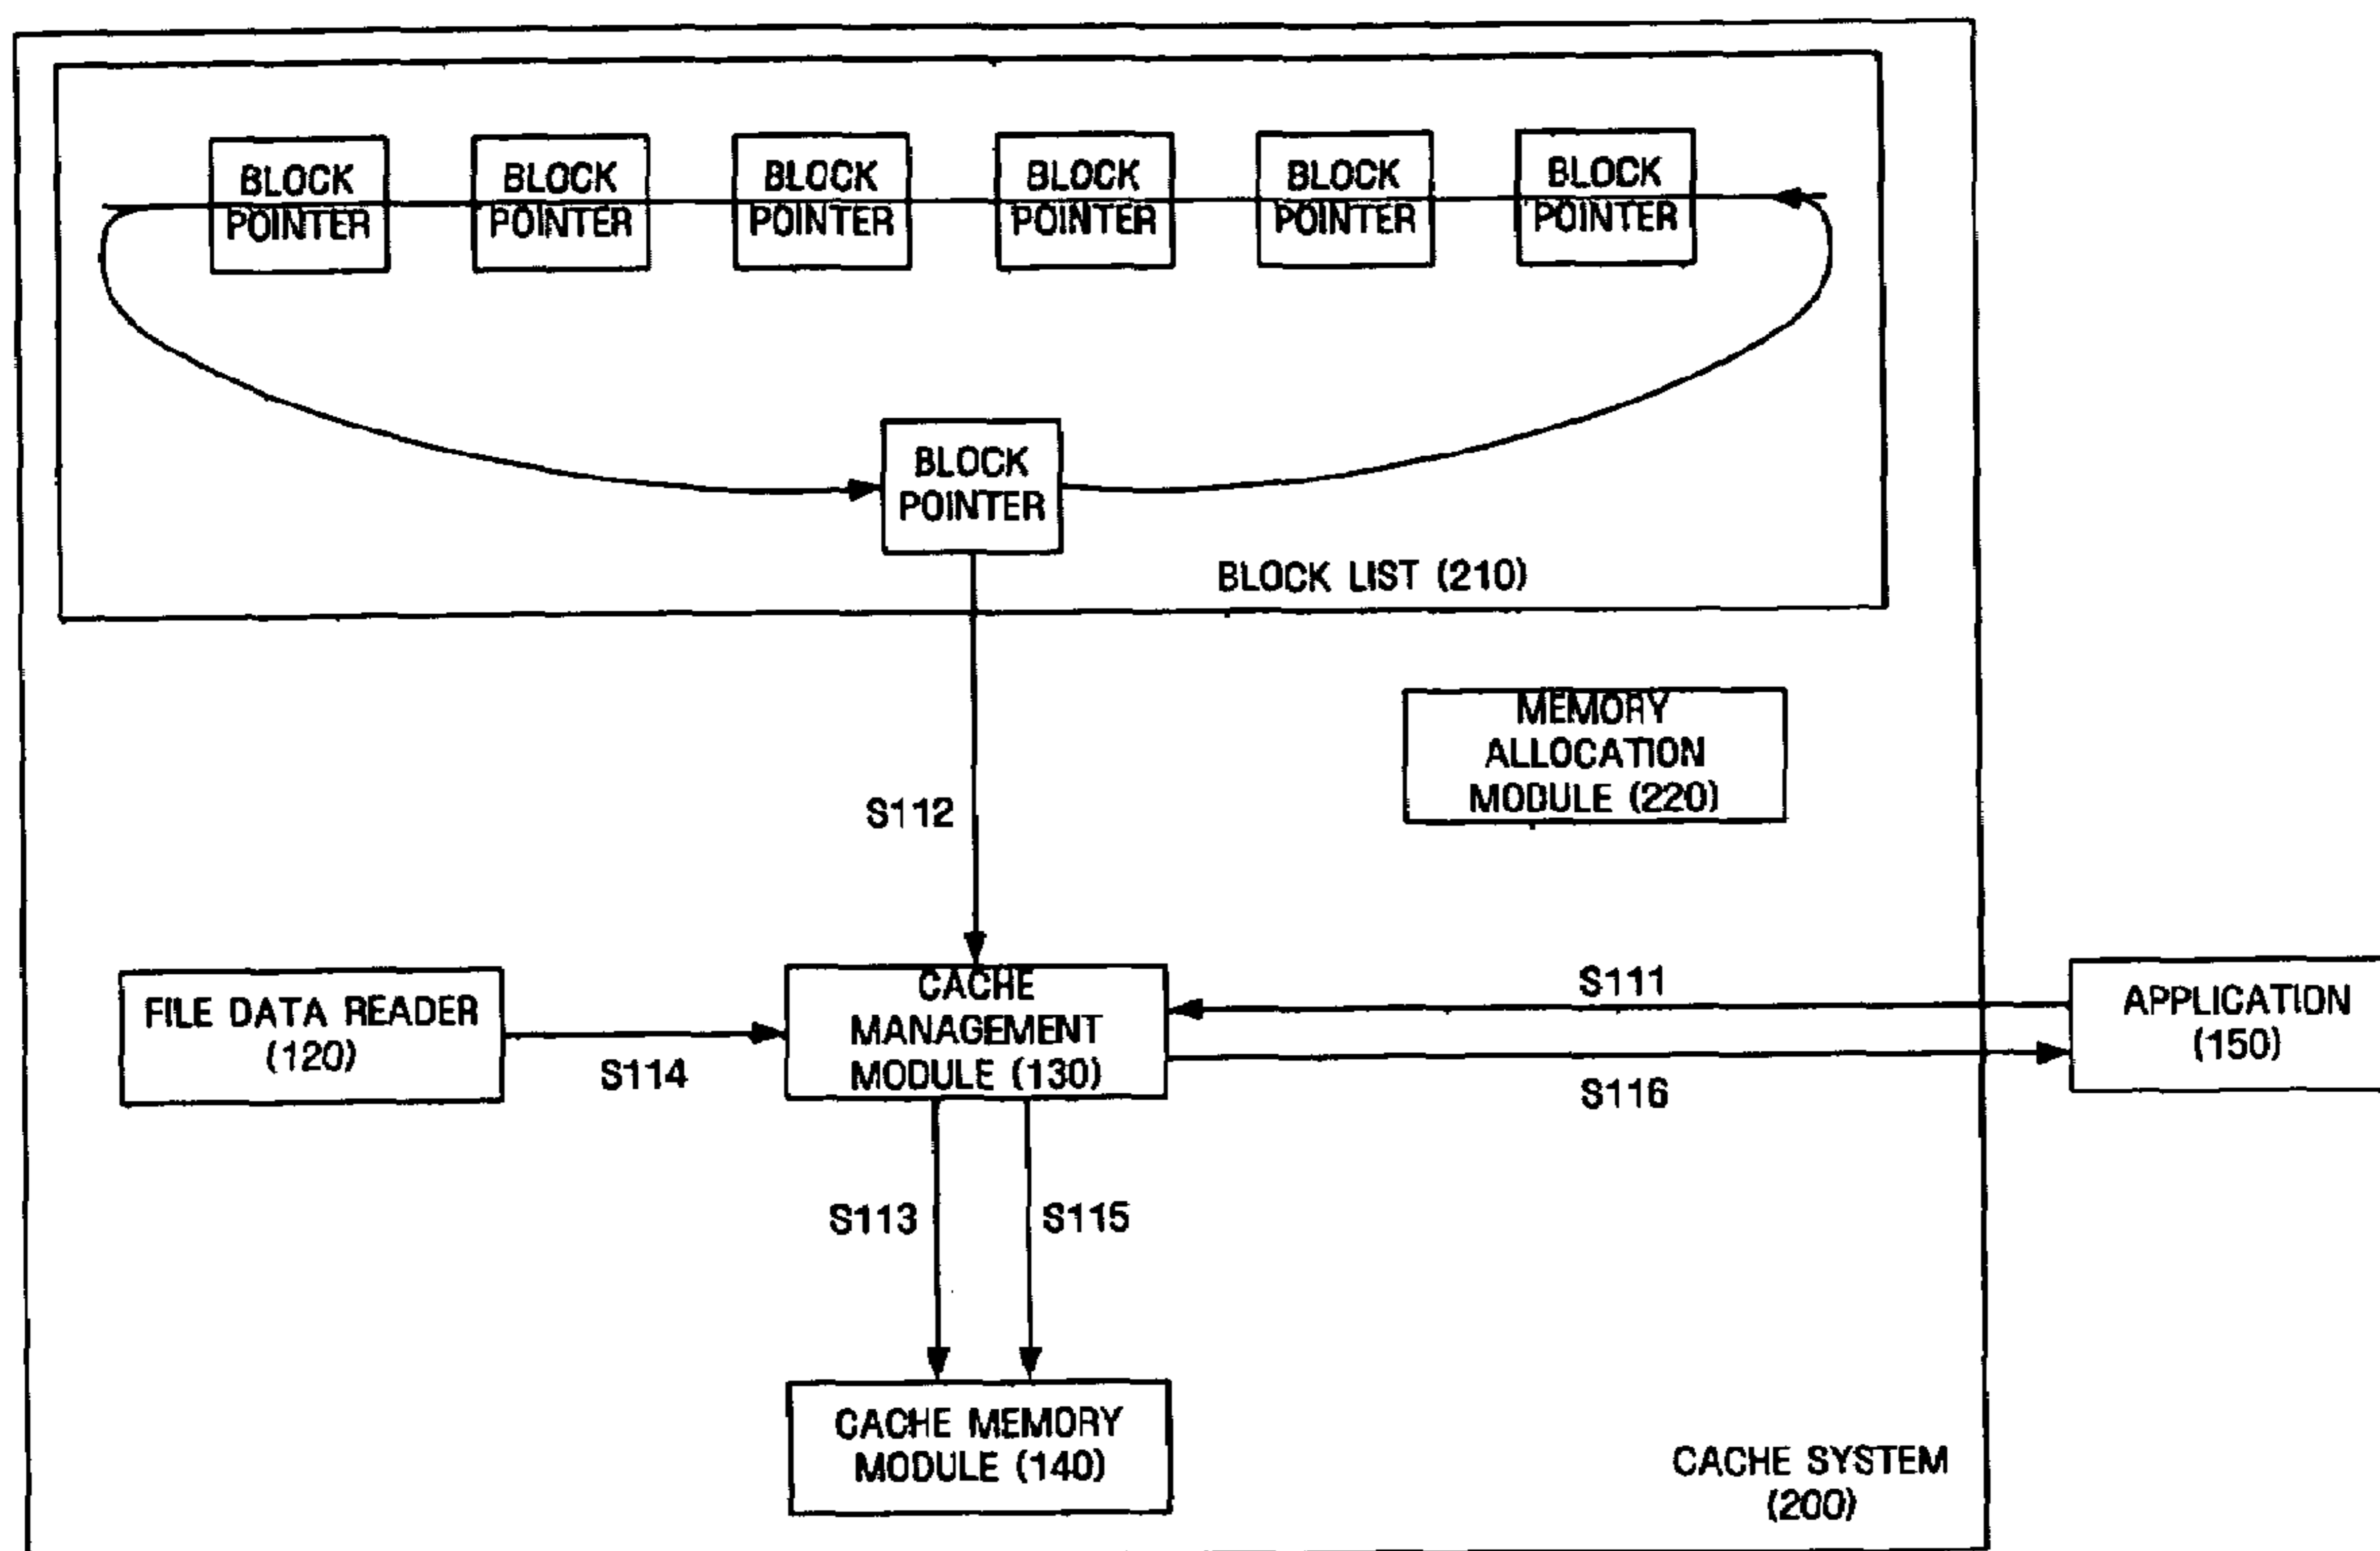 BLOCK
POINTER
BLOCK
POINTER
BLOCK
POINTER
BLOCK
POINTER
BLOCK
POINTER
BLOCK
POINTER
BLOCK
POINTER
BLOCK LIST (210)
MEMORY
ALLOCATION
MODULE (220)
S112
FILE DATA READER
(120)
S114
CACHE
MANAGEMENT
MODULE (130)
S111
S116
APPLICATION
(150)
S113
S115
CACHE MEMORY
MODULE (140)
CACHE SYSTEM
(200)